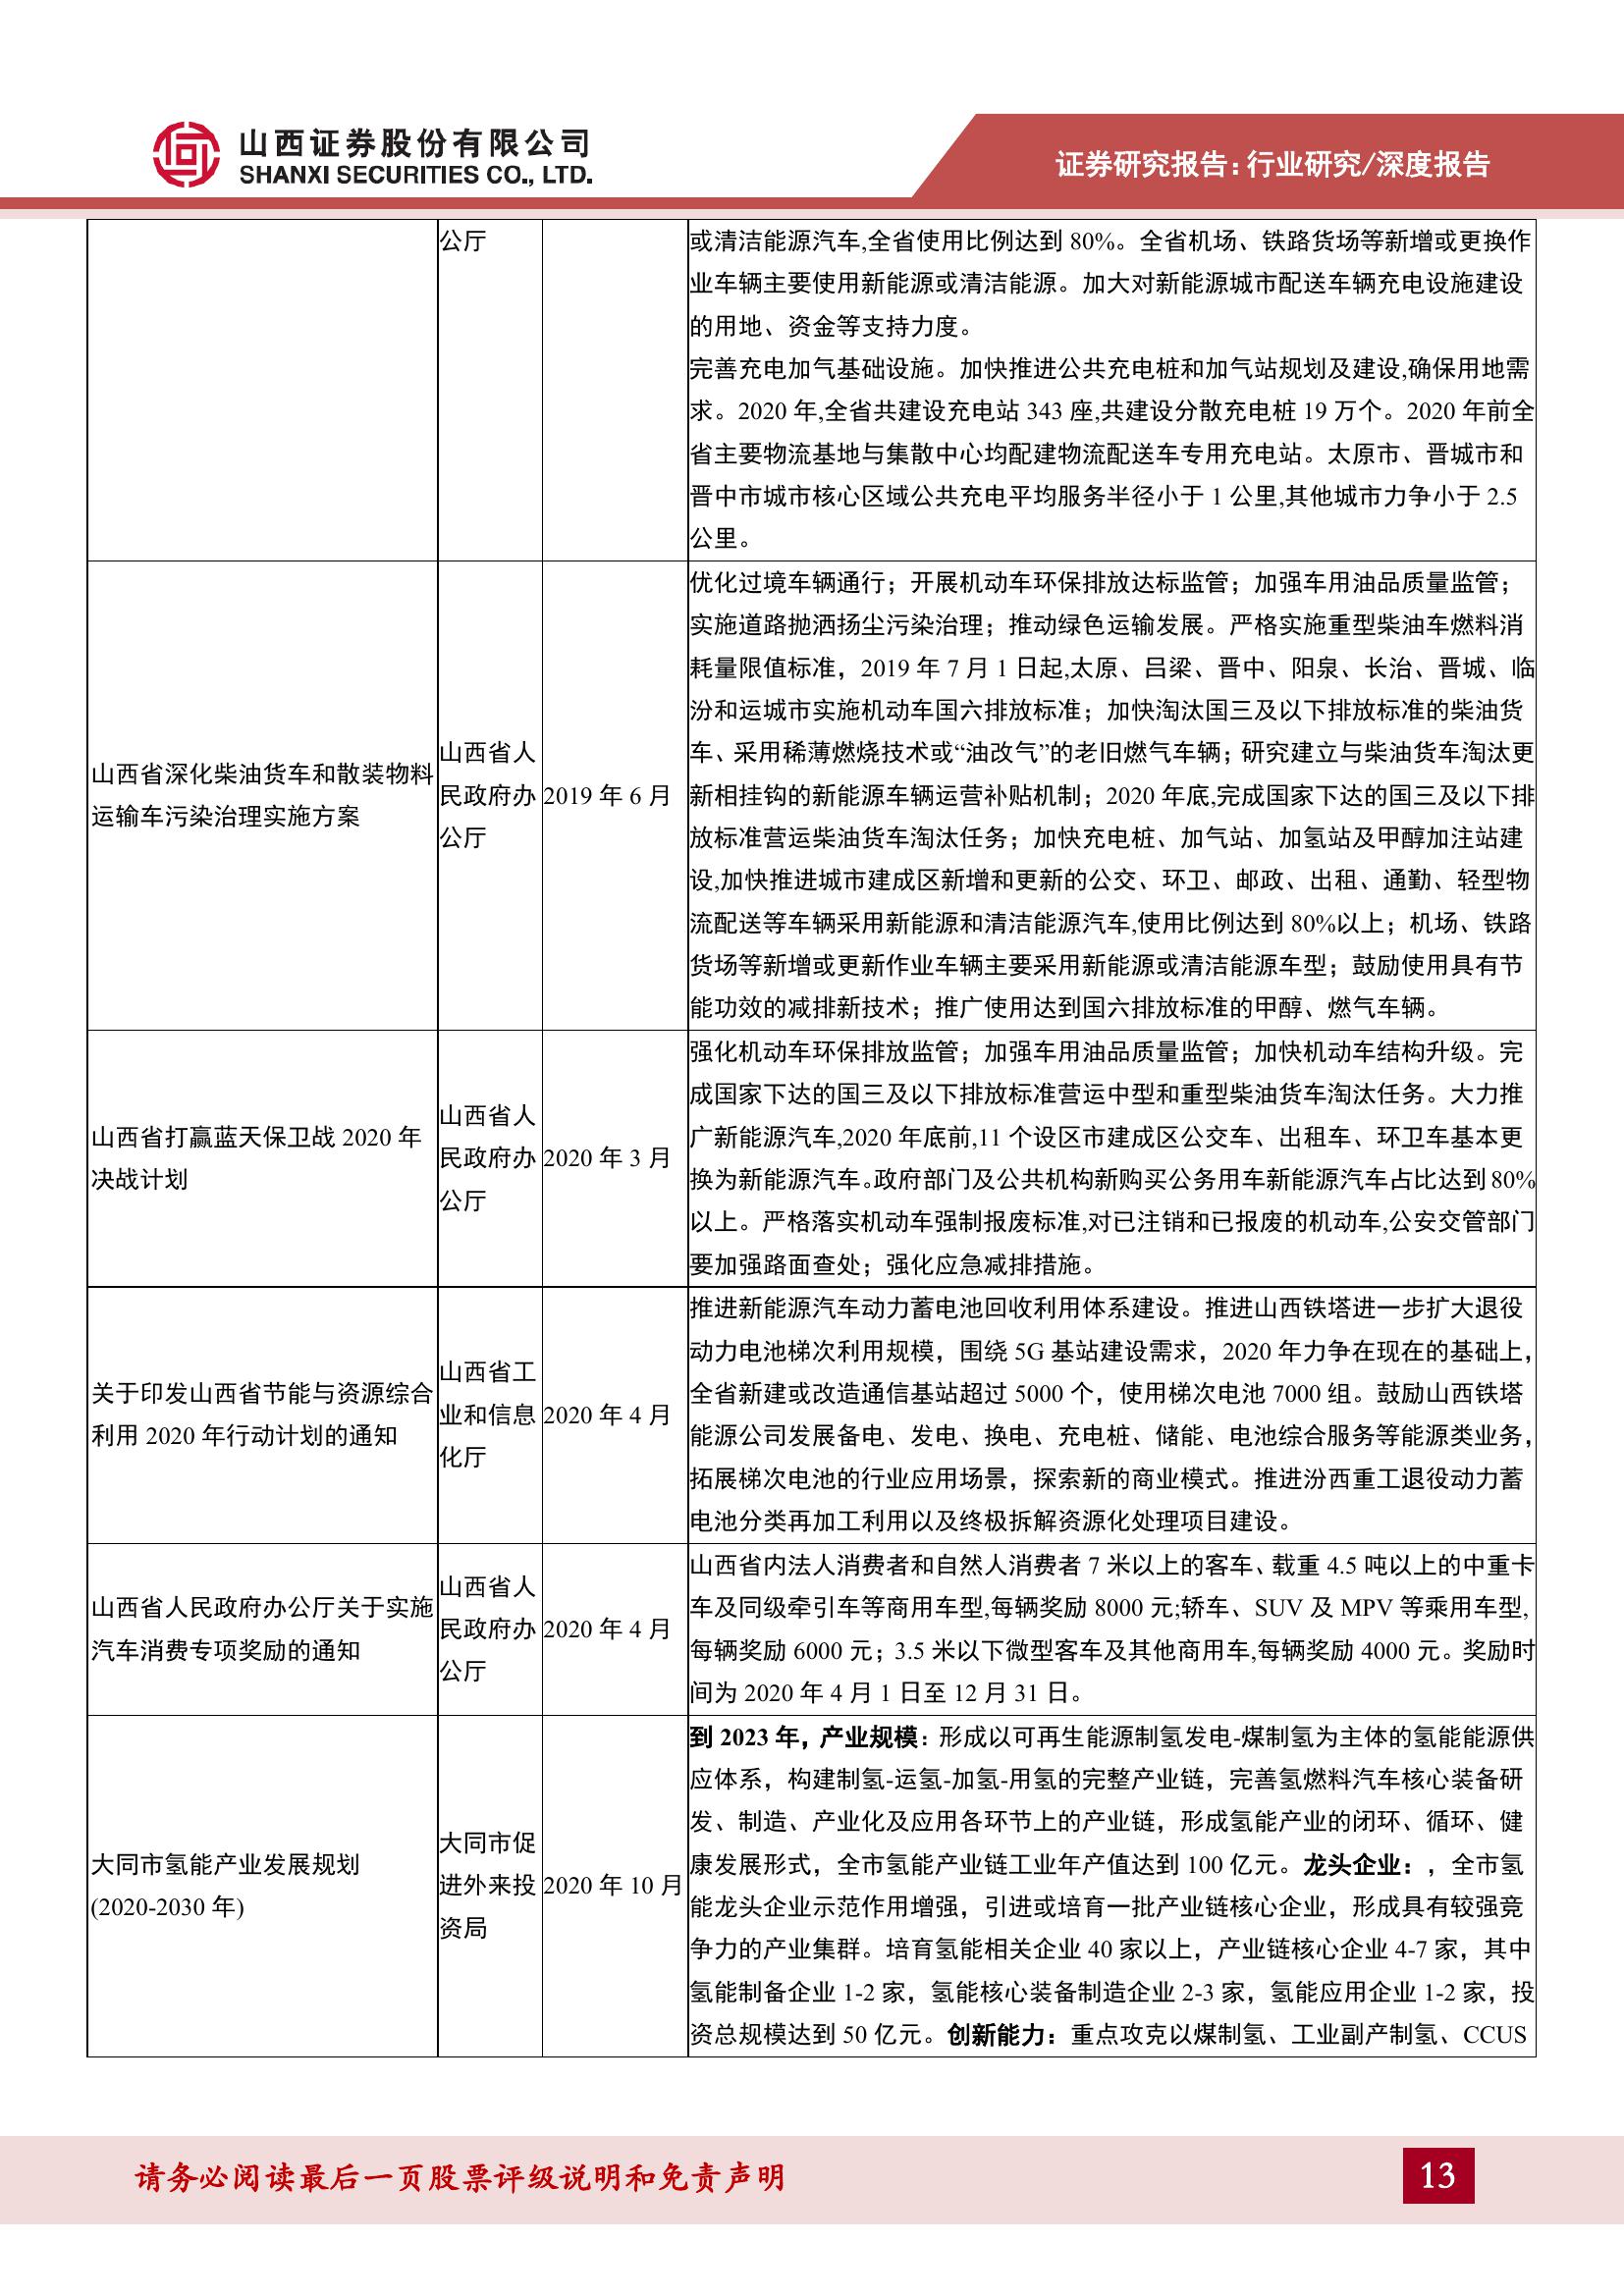 山西证券股份有限公司
SHANXI SECURITIES CO., LTD.
证券研究报告：行业研究/深度报告
公厅
或清洁能源汽车,全省使用比例达到 80%。全省机场、铁路货场等新增或更换作
业车辆主要使用新能源或清洁能源。加大对新能源城市配送车辆充电设施建设
的用地、资金等支持力度。
完善充电加气基础设施。加快推进公共充电桩和加气站规划及建设,确保用地需
求。2020 年,全省共建设充电站 343 座,共建设分散充电桩 19 万个。2020 年前全
省主要物流基地与集散中心均配建物流配送车专用充电站。太原市、晋城市和
晋中市城市核心区域公共充电平均服务半径小于 1 公里,其他城市力争小于 2.5
公里。
山西省深化柴油货车和散装物料
运输车污染治理实施方案
山西省人
民政府办
公厅
2019 年 6 月
优化过境车辆通行；开展机动车环保排放达标监管；加强车用油品质量监管；
实施道路抛洒扬尘污染治理；推动绿色运输发展。严格实施重型柴油车燃料消
耗量限值标准，2019 年 7 月 1 日起,太原、吕梁、晋中、阳泉、长治、晋城、临
汾和运城市实施机动车国六排放标准；加快淘汰国三及以下排放标准的柴油货
车、采用稀薄燃烧技术或“油改气”的老旧燃气车辆；研究建立与柴油货车淘汰更
新相挂钩的新能源车辆运营补贴机制；2020 年底,完成国家下达的国三及以下排
放标准营运柴油货车淘汰任务；加快充电桩、加气站、加氢站及甲醇加注站建
设,加快推进城市建成区新增和更新的公交、环卫、邮政、出租、通勤、轻型物
流配送等车辆采用新能源和清洁能源汽车,使用比例达到 80%以上；机场、铁路
货场等新增或更新作业车辆主要采用新能源或清洁能源车型；鼓励使用具有节
能功效的减排新技术；推广使用达到国六排放标准的甲醇、燃气车辆。
山西省打赢蓝天保卫战 2020 年
决战计划
山西省人
民政府办
公厅
2020 年 3 月
强化机动车环保排放监管；加强车用油品质量监管；加快机动车结构升级。完
成国家下达的国三及以下排放标准营运中型和重型柴油货车淘汰任务。大力推
广新能源汽车,2020 年底前,11 个设区市建成区公交车、出租车、环卫车基本更
换为新能源汽车。政府部门及公共机构新购买公务用车新能源汽车占比达到 80%
以上。严格落实机动车强制报废标准,对已注销和已报废的机动车,公安交管部门
要加强路面查处；强化应急减排措施。
关于印发山西省节能与资源综合
利用 2020 年行动计划的通知
山西省工
业和信息
化厅
2020 年 4 月
推进新能源汽车动力蓄电池回收利用体系建设。推进山西铁塔进一步扩大退役
动力电池梯次利用规模，围绕 5G 基站建设需求，2020 年力争在现在的基础上，
全省新建或改造通信基站超过 5000 个，使用梯次电池 7000 组。鼓励山西铁塔
能源公司发展备电、发电、换电、充电桩、储能、电池综合服务等能源类业务，
拓展梯次电池的行业应用场景，探索新的商业模式。推进汾西重工退役动力蓄
电池分类再加工利用以及终极拆解资源化处理项目建设。
山西省人民政府办公厅关于实施
汽车消费专项奖励的通知
山西省人
民政府办
公厅
2020 年 4 月
山西省内法人消费者和自然人消费者 7 米以上的客车、载重 4.5 吨以上的中重卡
车及同级牵引车等商用车型,每辆奖励 8000 元;轿车、SUV 及 MPV 等乘用车型,
每辆奖励 6000 元；3.5 米以下微型客车及其他商用车,每辆奖励 4000 元。奖励时
间为 2020 年 4 月 1 日至 12 月 31 日。
大同市氢能产业发展规划
(2020-2030 年)
大同市促
进外来投
资局
2020 年 10 月
到 2023 年，产业规模：形成以可再生能源制氢发电-煤制氢为主体的氢能能源供
应体系，构建制氢-运氢-加氢-用氢的完整产业链，完善氢燃料汽车核心装备研
发、制造、产业化及应用各环节上的产业链，形成氢能产业的闭环、循环、健
康发展形式，全市氢能产业链工业年产值达到 100 亿元。龙头企业：，全市氢
能龙头企业示范作用增强，引进或培育一批产业链核心企业，形成具有较强竞
争力的产业集群。培育氢能相关企业 40 家以上，产业链核心企业 4-7 家，其中
氢能制备企业 1-2 家，氢能核心装备制造企业 2-3 家，氢能应用企业 1-2 家，投
资总规模达到 50 亿元。创新能力：重点攻克以煤制氢、工业副产制氢、CCUS
请务必阅读最后一页股票评级说明和免责声明
13